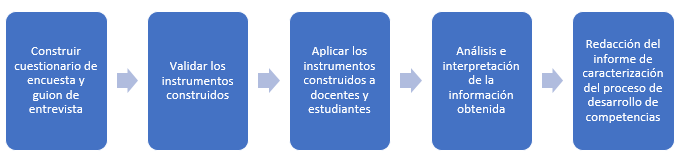 Construir
cuestionario de
encuesta y
guion de
entrevista
Validar los
instrumentos
construidos
Aplicar los
instrumentos
construidos a
docentes y
estudiantes
Análisis e
interpretación
de la
información
obtenida
Redacción del
informe de
caracterización
del proceso de
desarrollo de
competencias